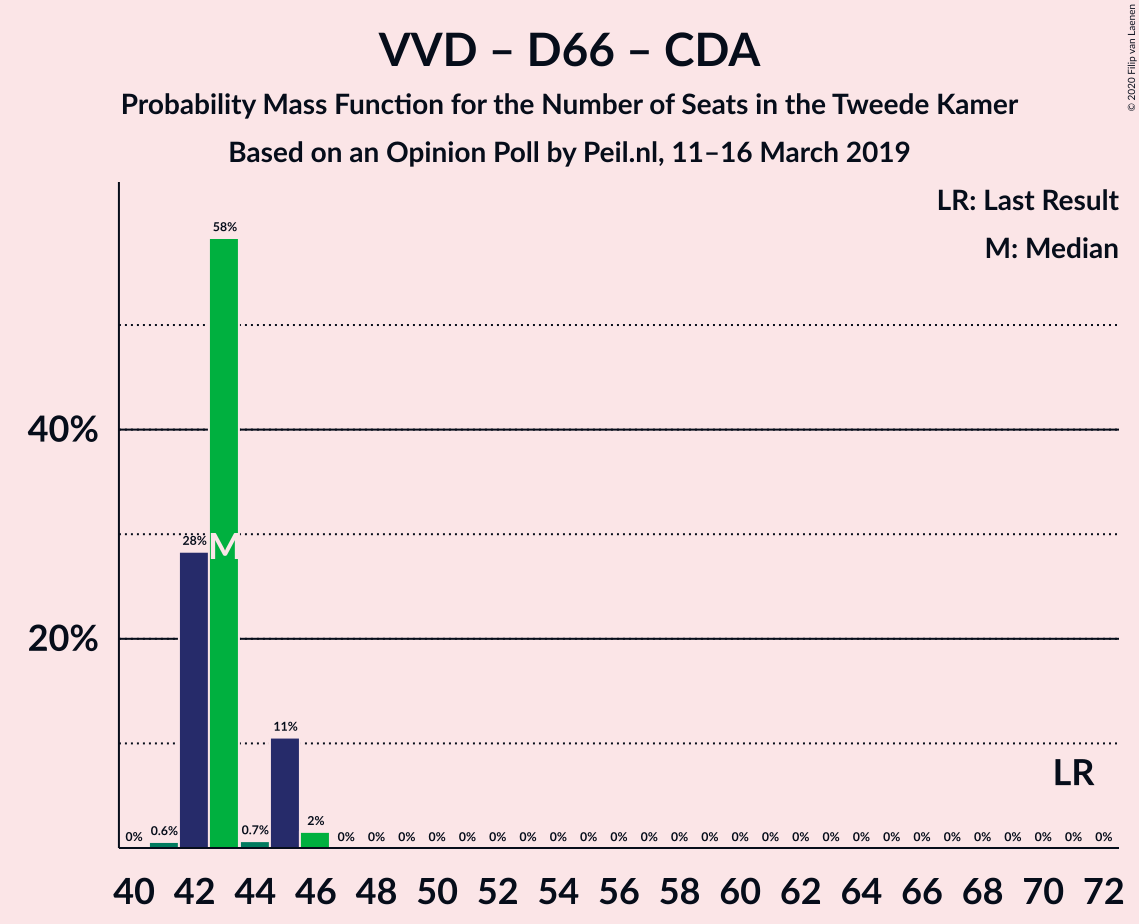 VVD – D66 – CDA
Probability Mass Function for the Number of Seats in the Tweede Kamer
Based on an Opinion Poll by Peil.nl, 11–16 March 2019
© 2020 Filip van Laenen
LR: Last Result
M: Median
58%
40%
28%
M
20%
11%
LR
0% 0.6% 0.7% 2% 0% 0% 0% 0% 0% 0% 0% 0% 0% 0% 0% 0% 0% 0% 0% 0% 0% 0% 0% 0% 0% 0% 0% 0% 0% 0%
40 42 44 46 48 50 52 54 56 58 60 62 64 66 68 70 72